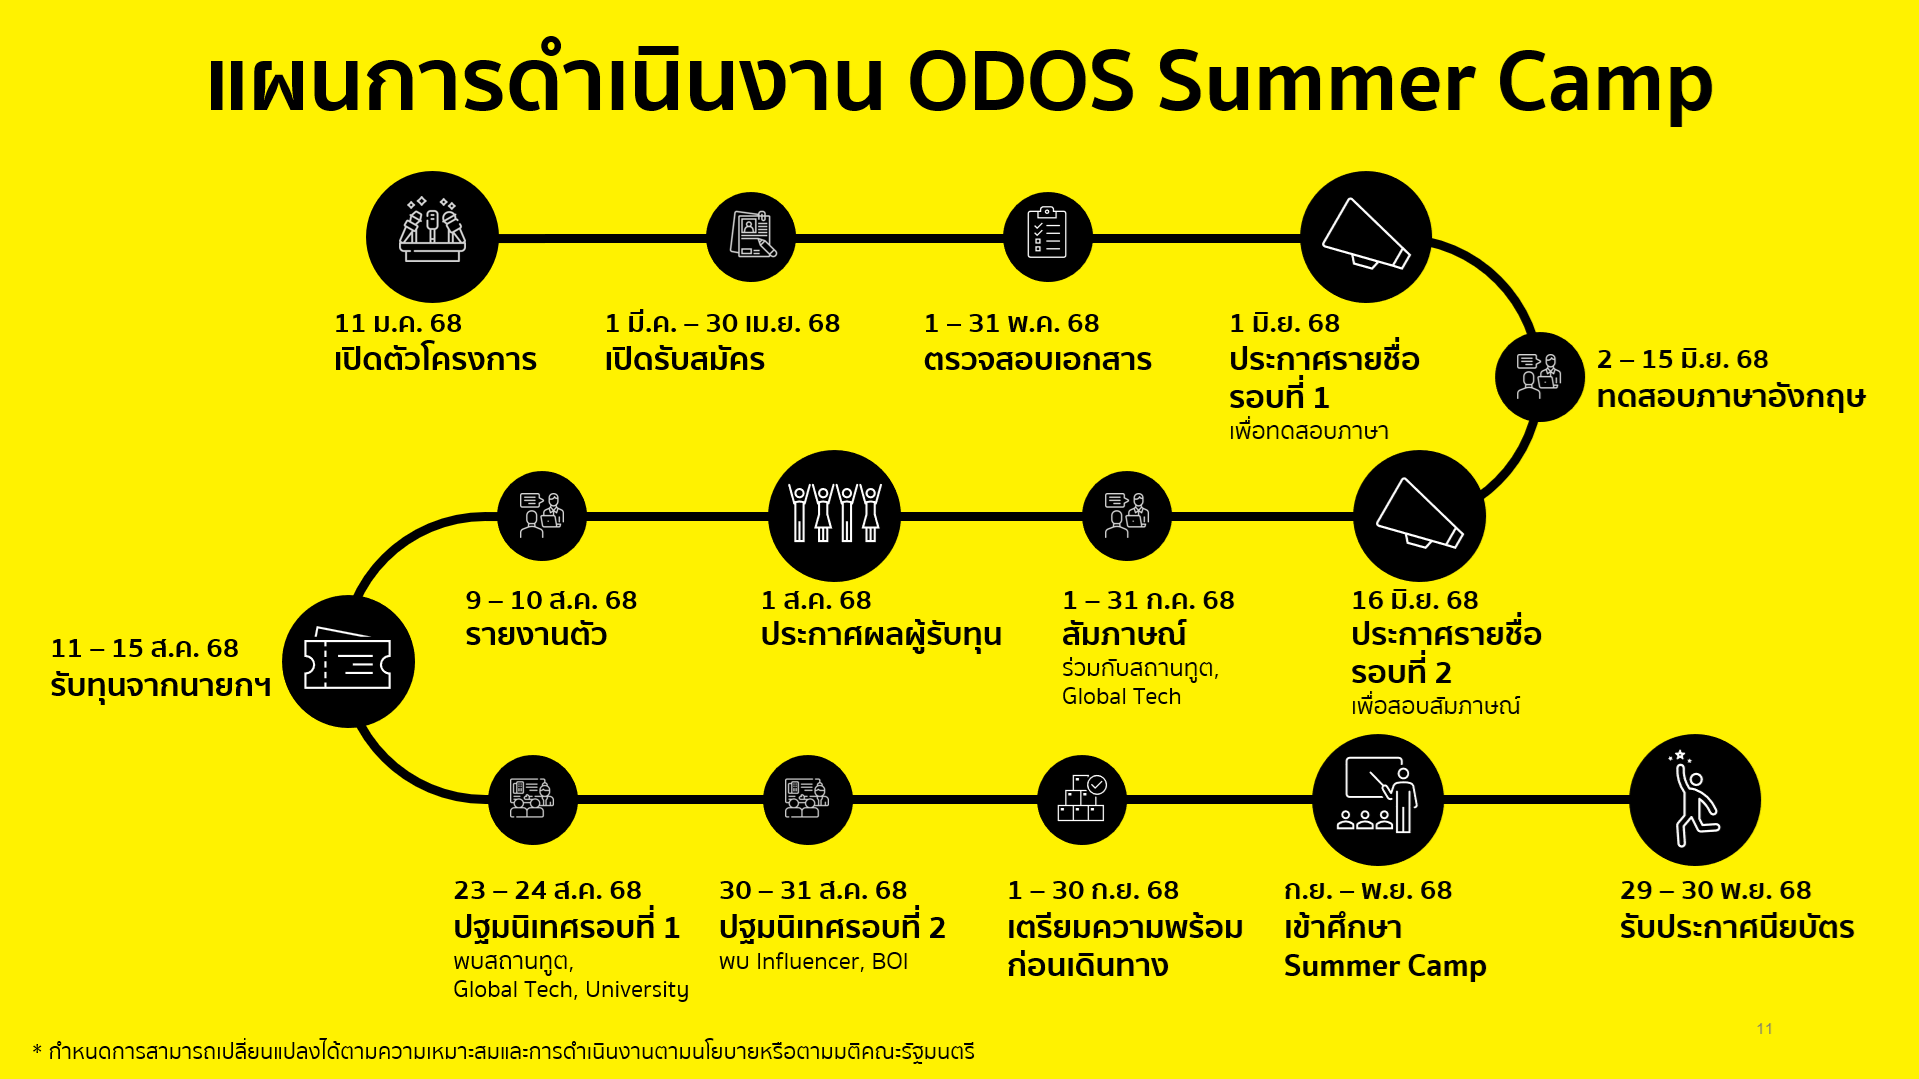 แผนการดำเนินงาน ODOS Summer Camp
11 ม.ค. 68
เปิดตัวโครงการ
1 มี.ค. – 30 เม.ย. 68
เปิดรับสมัคร
1 – 31 พ.ค. 68
ตรวจสอบเอกสาร
1 มิ.ย. 68
ประกาศรายชื่อ
รอบที่ 1
เพื่อทดสอบภาษา
2 – 15 มิ.ย. 68
ทดสอบภาษาอังกฤษ
16 มิ.ย. 68
ประกาศรายชื่อ
รอบที่ 2
เพื่อสอบสัมภาษณ์
1 – 31 ก.ค. 68
สัมภาษณ์
ร่วมกับสถานทูต,
Global Tech
1 ส.ค. 68
ประกาศผลผู้รับทุน
9 – 10 ส.ค. 68
รายงานตัว
11 – 15 ส.ค. 68
รับทุนจากนายกฯ
23 – 24 ส.ค. 68
ปฐมนิเทศรอบที่ 1
พบสถานทูต,
Global Tech, University
30 – 31 ส.ค. 68
ปฐมนิเทศรอบที่ 2
พบ Influencer, BOI
1 – 30 ก.ย. 68
เตรียมความพร้อม
ก่อนเดินทาง
ก.ย. – พ.ย. 68
เข้าศึกษา
Summer Camp
29 – 30 พ.ย. 68
รับประกาศนียบัตร
11
* กำหนดการสามารถเปลี่ยนแปลงได้ตามความเหมาะสมและการดำเนินงานตามนโยบายหรือตามมติคณะรัฐมนตรี